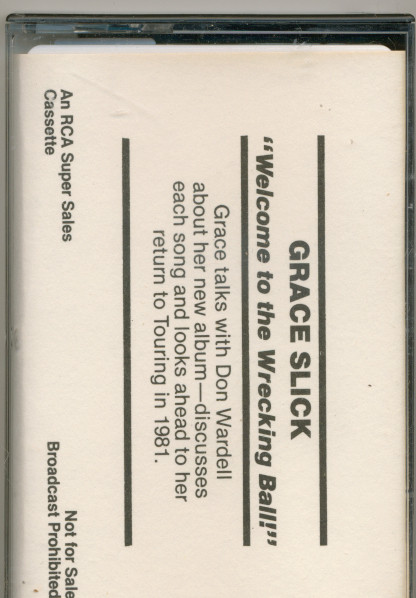 GRACE SLICK
“Welcome to the Wrecking Ball!”
Grace talks with Don Wardell
about her new album—discusses
each song and looks ahead to her
return to Touring in 1981.
An RCA Super Sales
Cassette
Not for Sale
Broadcast Prohibited